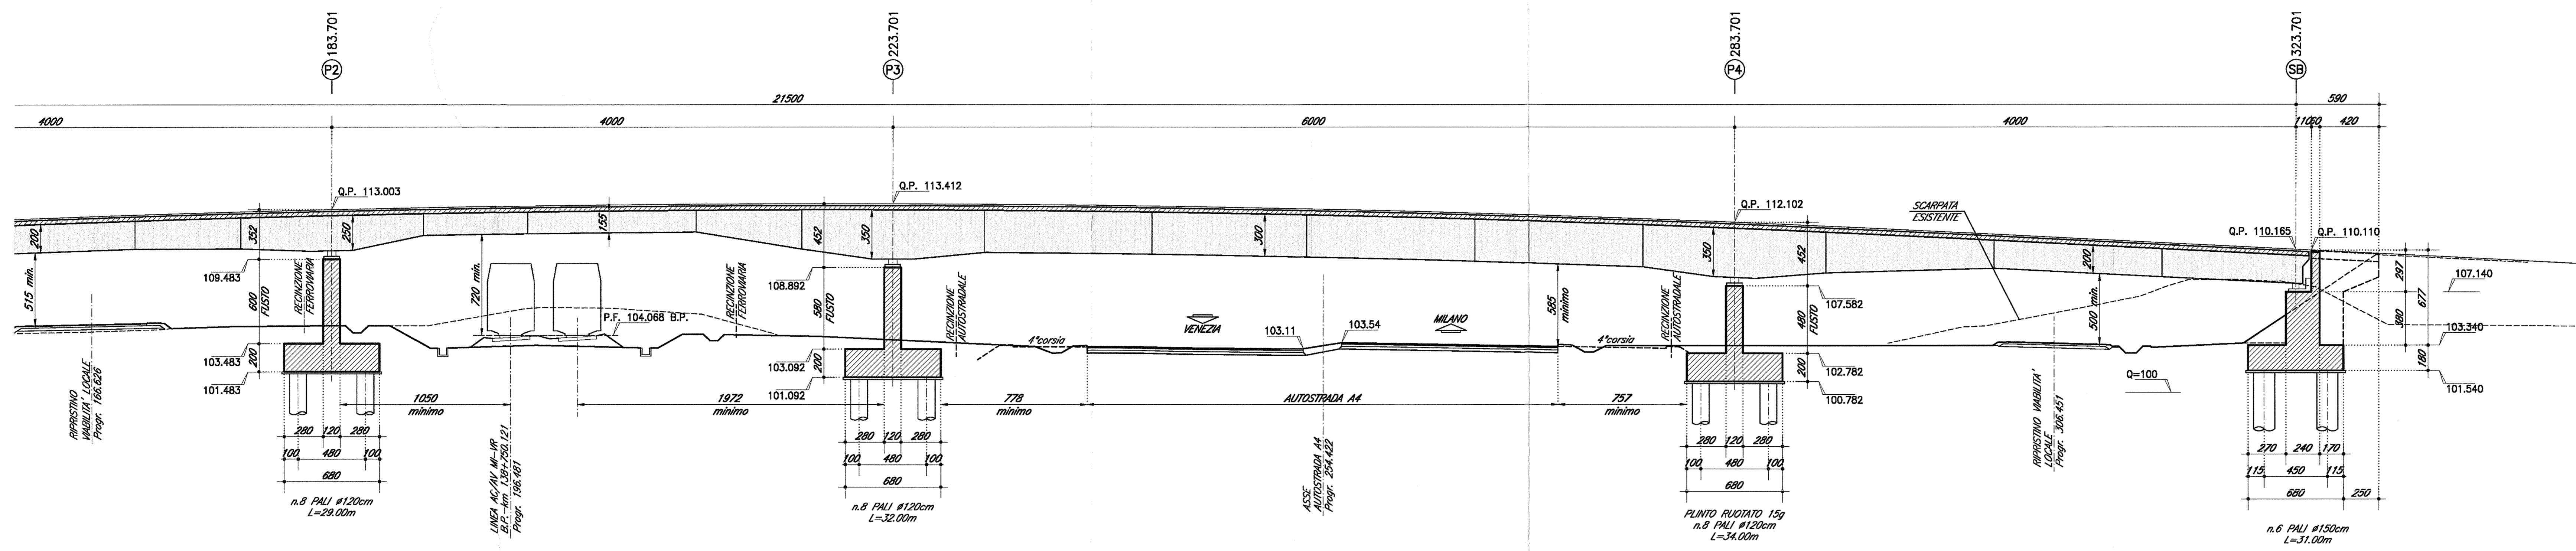 P2
183.701
P3
223.701
P4
283.701
SB
323.701
21500
590
4000
4000
6000
4000
110
60
420
Q.P. 113.003
Q.P. 113.412
Q.P. 112.102
Q.P. 110.165
Q.P. 110.110
SCARPATA
ESISTENTE
200
352
250
155
452
350
300
350
452
200
297
677
380
180
107.140
103.340
101.540
515 min.
109.483
600
FUSTO
RECINZIONE
FERROVIARIA
720 min.
P.F. 104.068 B.P.
RECINZIONE
FERROVIARIA
108.892
580
FUSTO
RECINZIONE
AUTOSTRADALE
4°corsia
VENEZIA
103.11
103.54
MILANO
585
minimo
4°corsia
RECINZIONE
AUTOSTRADALE
107.582
480
FUSTO
500 min.
103.483
200
101.483
103.092
200
101.092
102.782
200
100.782
Q=100
RIPRISTINO
VIABILITA' LOCALE
Progr. 166.626
1050
minimo
1972
minimo
778
minimo
AUTOSTRADA A4
757
minimo
LINEA AC/AV MI-VR
B.P.-km 138+750.121
Progr. 196.481
ASSE
AUTOSTRADA A4
Progr. 254.422
RIPRISTINO VIABILITA'
LOCALE
Progr. 306.451
280 120 280
100 480 100
680
n.8 PALI ø120cm
L=29.00m
280 120 280
100 480 100
680
n.8 PALI ø120cm
L=32.00m
280 120 280
100 480 100
680
PLINTO RUOTATO 15g
n.8 PALI ø120cm
L=34.00m
270 240 170
115 450 115
680 250
n.6 PALI ø150cm
L=31.00m